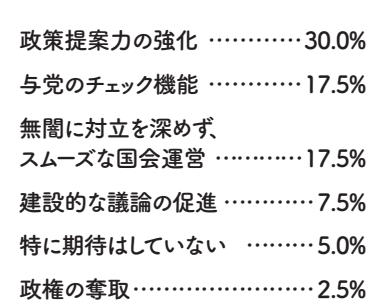 政策提案力の強化 …………30.0%
与党のチェック機能 …………17.5%
無闇に対立を深めず、
スムーズな国会運営 …………17.5%
建設的な議論の促進 …………7.5%
特に期待はしていない ………5.0%
政権の奪取……………………2.5%